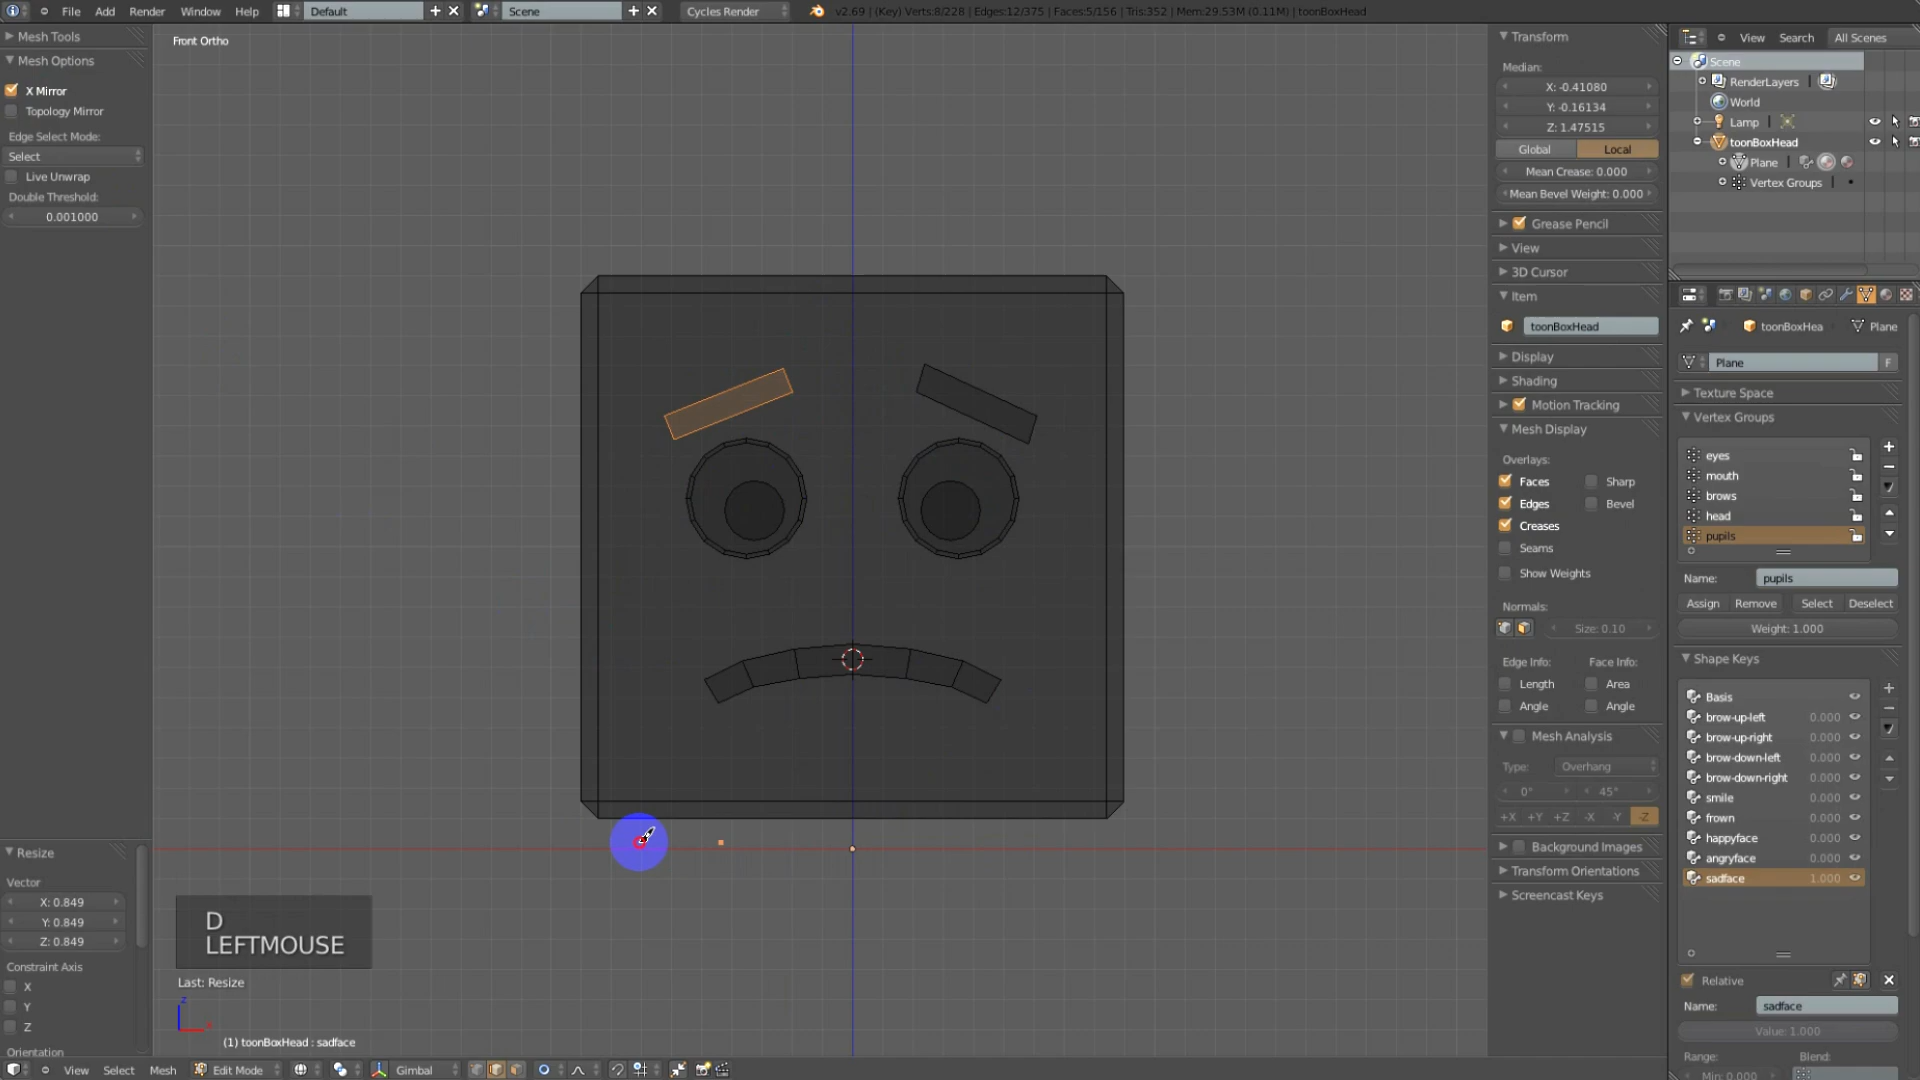 File Add Render Window Help Default Scene Cycles Render v2.69 | (Key) Verts:8/228 | Edges:12/375 | Faces:5/156 | Tris:352 | Mem:29.53M (0.11M) | toonBoxHead
Mesh Tools
Mesh Options
X Mirror
Topology Mirror
Edge Select Mode:
Select
Live Unwrap
Double Threshold:
0.001000
Resize
Vector
X: 0.849
Y: 0.849
Z: 0.849
Constraint Axis
X
Y
Z
Orientation
Front Ortho
D
LEFTMOUSE
Last: Resize
z
(1) toonBoxHead : sadface
View Select Mesh Edit Mode Gimbal
Transform
Median:
X: -0.41080
Y: -0.16134
Z: 1.47515
Global Local
Mean Crease: 0.000
Mean Bevel Weight: 0.000
Grease Pencil
View
3D Cursor
Item
toonBoxHead
Display
Shading
Motion Tracking
Mesh Display
Overlays:
Faces Sharp
Edges Bevel
Creases
Seams
Show Weights
Normals:
Size: 0.10
Edge Info: Face Info:
Length Area
Angle Angle
Mesh Analysis
Type: Overhang
0° 45°
+X +Y +Z -X -Y -Z
Background Images
Transform Orientations
Screencast Keys
View Search All Scenes
Scene
RenderLayers
World
Lamp
toonBoxHead
Plane
Vertex Groups
toonBoxHea Plane
Plane F
Texture Space
Vertex Groups
eyes
mouth
brows
head
pupils
Name: pupils
Assign Remove Select Deselect
Weight: 1.000
Shape Keys
Basis
brow-up-left 0.000
brow-up-right 0.000
brow-down-left 0.000
brow-down-right 0.000
smile 0.000
frown 0.000
happyface 0.000
angryface 0.000
sadface 1.000
Relative
Name: sadface
Value: 1.000
Range: Blend:
Min: 0.000